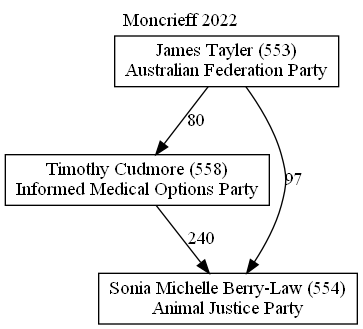 Moncrieff 2022
James Tayler (553)
Australian Federation Party
80
97
Timothy Cudmore (558)
Informed Medical Options Party
240
Sonia Michelle Berry-Law (554)
Animal Justice Party